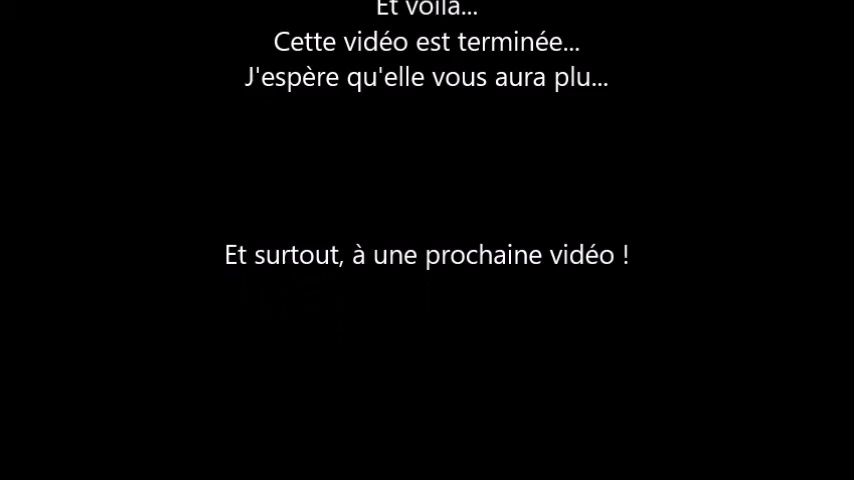 Et voilà...
Cette vidéo est terminée...
J'espère qu'elle vous aura plu...
Et surtout, à une prochaine vidéo !